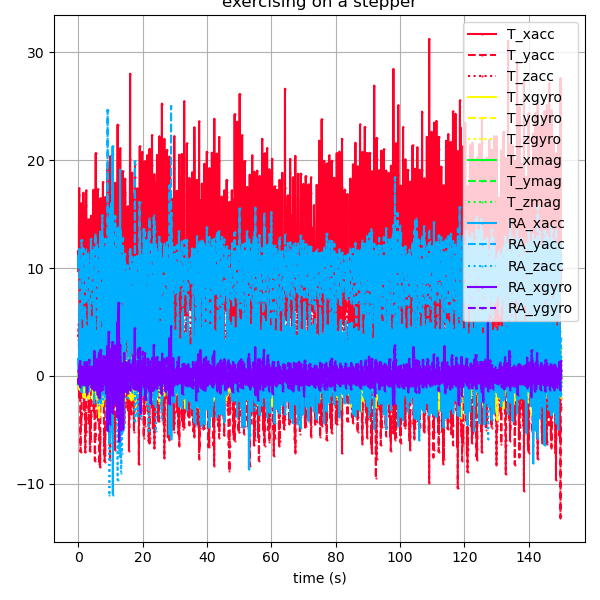 exercising on a stepper
30
20
10
0
−10
0 20 40 60 80 100 120 140
time (s)
T_xacc
T_yacc
T_zacc
T_xgyro
T_ygyro
T_zgyro
T_xmag
T_ymag
T_zmag
RA_xacc
RA_yacc
RA_zacc
RA_xgyro
RA_ygyro